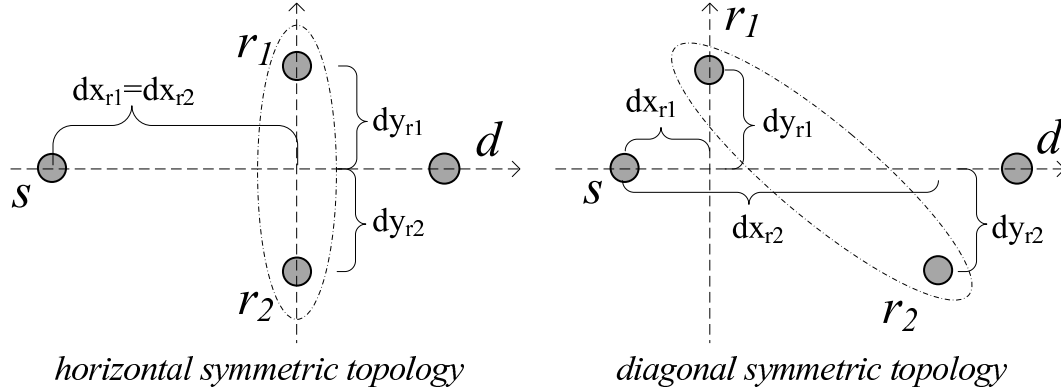 r1
dxr1=dxr2
dyr1
d
s
dyr2
r2
horizontal symmetric topology
r1
dxr1
dyr1
d
s
dxr2
dyr2
r2
diagonal symmetric topology